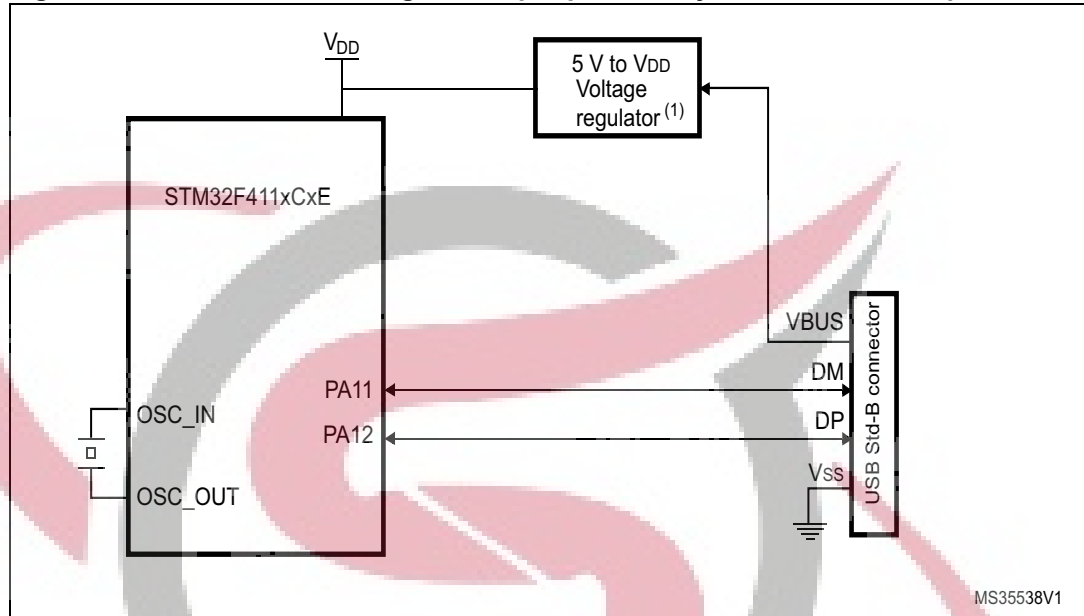 VDD
5 V to VDD
Voltage
regulator (1)
STM32F411xCxE
VBUS
DM
PA11
OSC_IN
DP
PA12
VSS
OSC_OUT
USB Std-B connector
MS35538V1